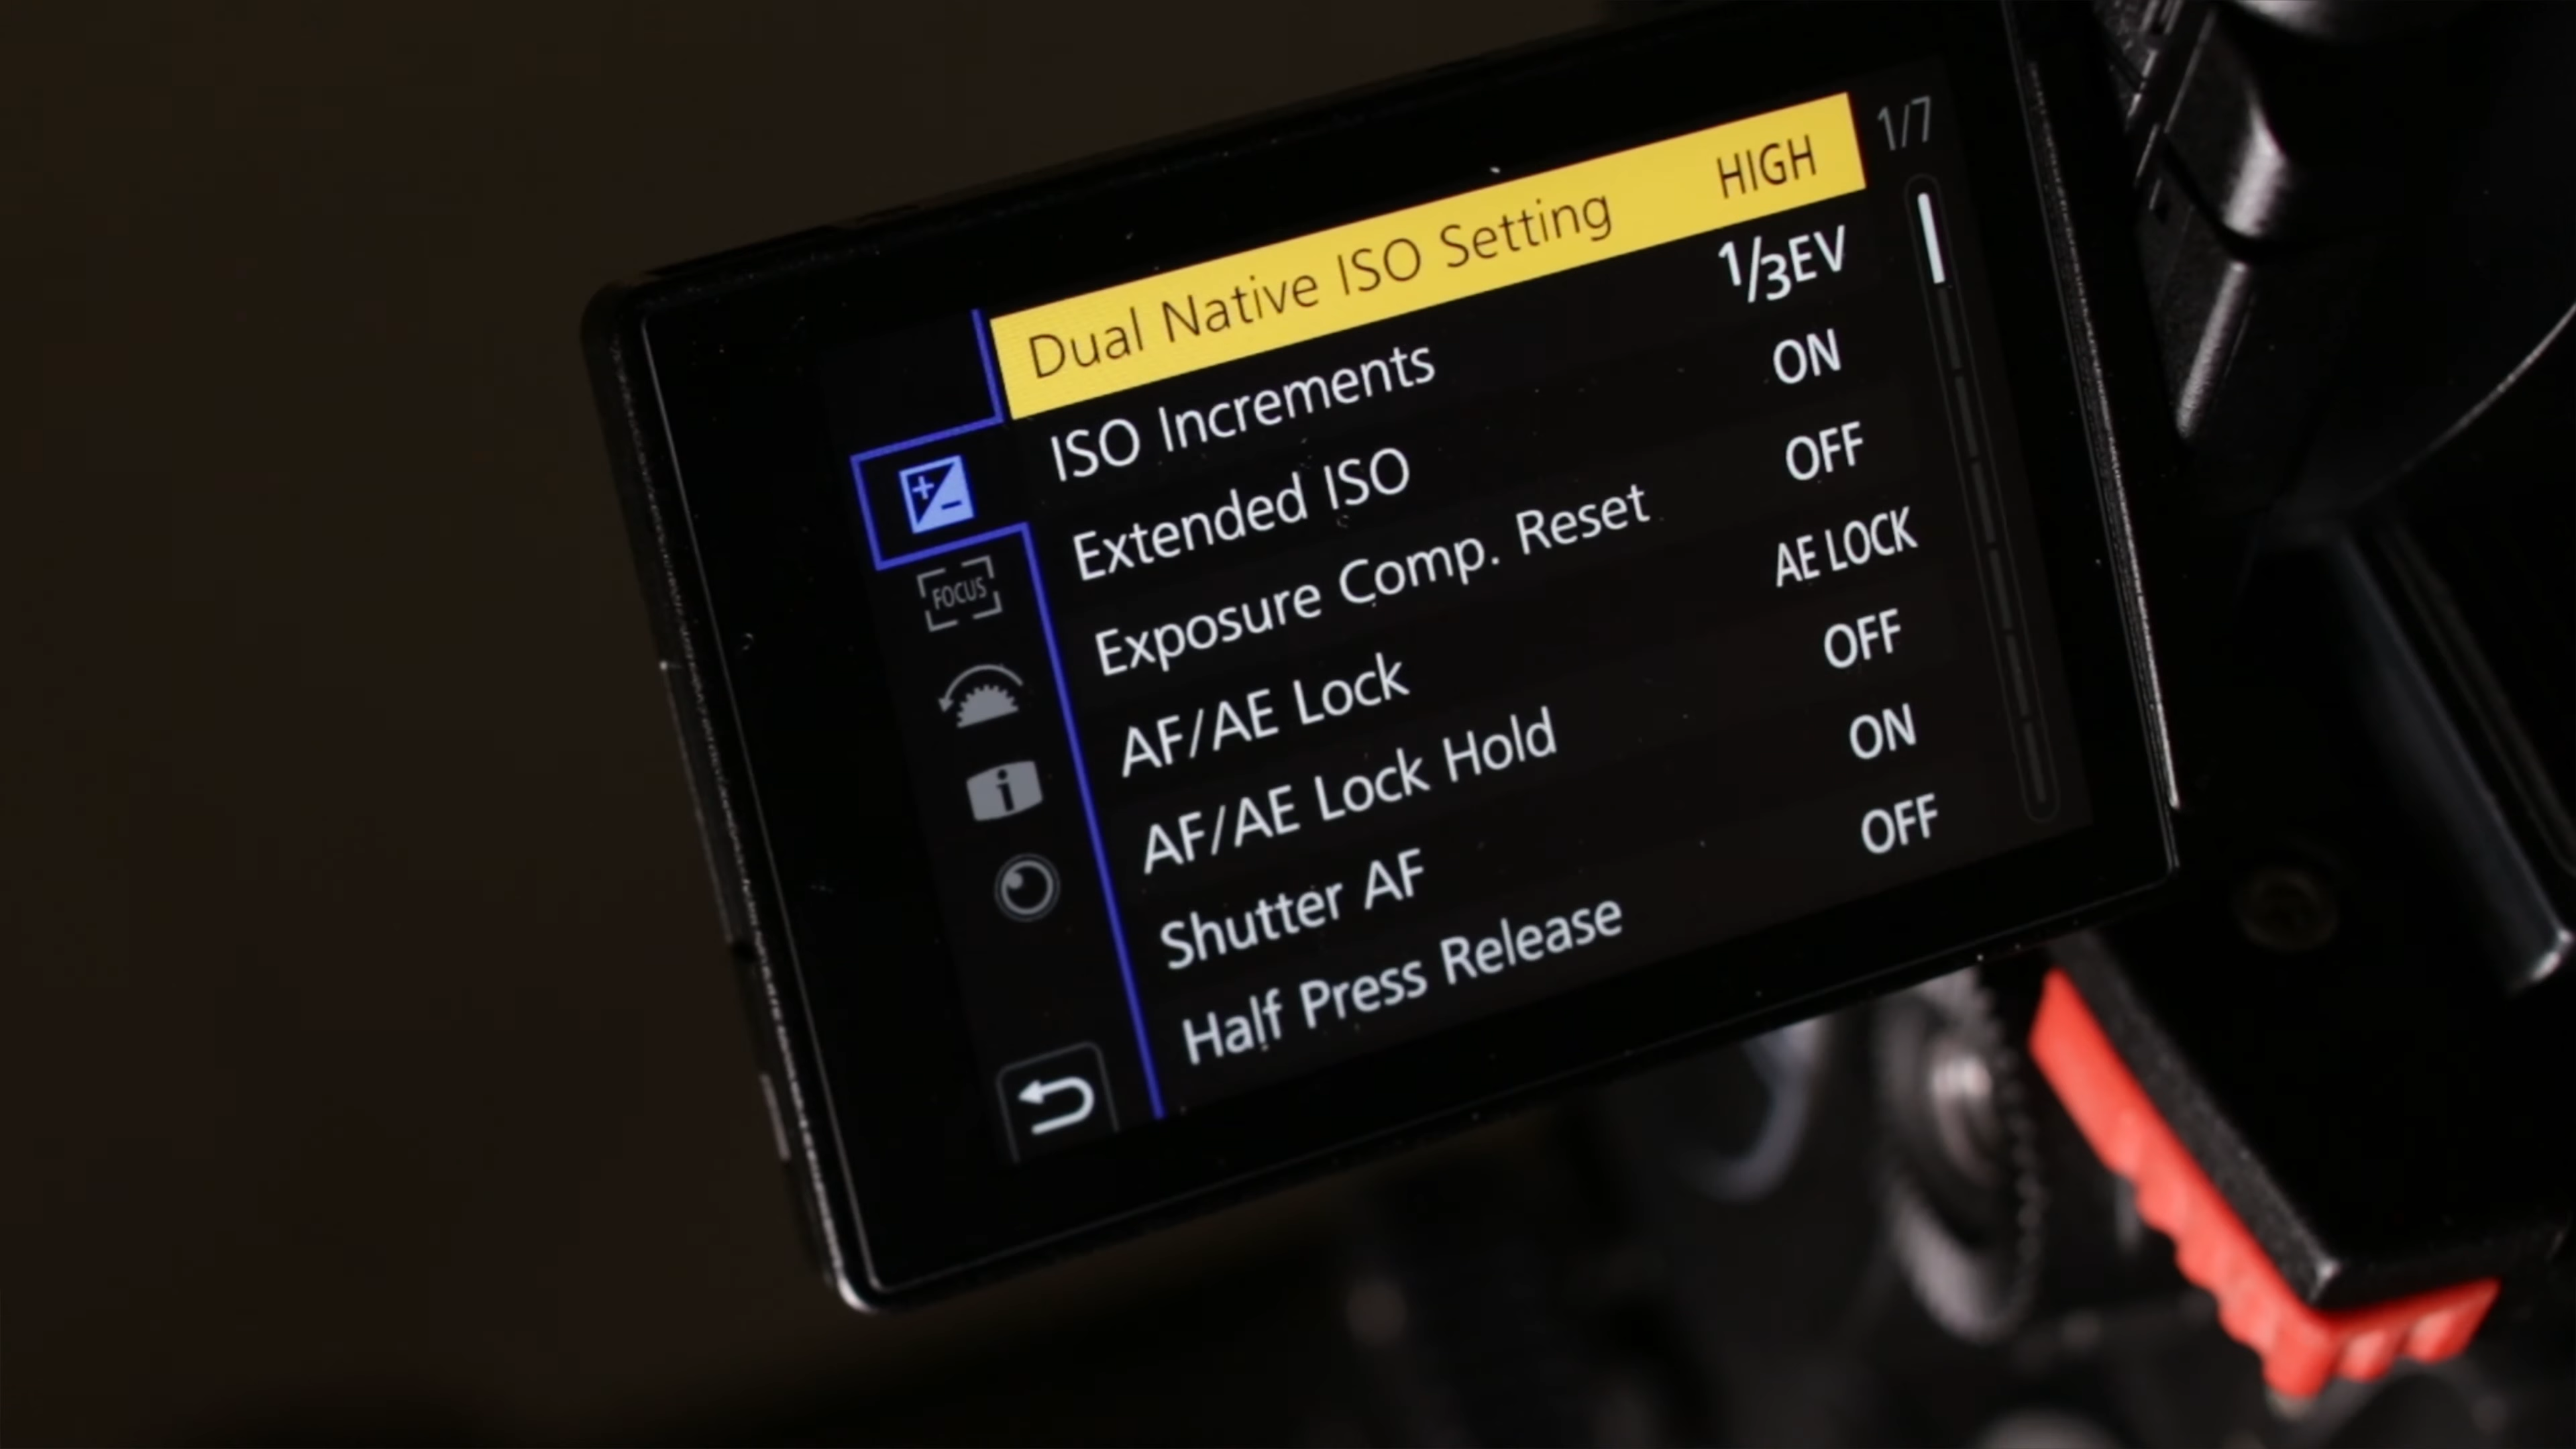 1/7
Dual Native ISO Setting HIGH
ISO Increments 1/3EV
Extended ISO ON
Exposure Comp. Reset OFF
AF/AE Lock AE LOCK
AF/AE Lock Hold OFF
Shutter AF ON
Half Press Release OFF
FOCUS
i